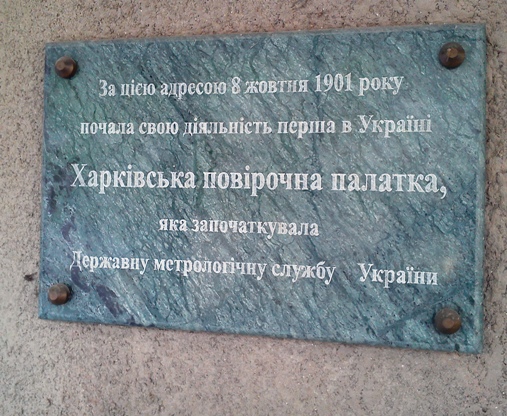 За цією адресою 8 жовтня 1901 року
почала свою діяльність перша в Україні
Харківська повірочна палатка,
яка започаткувала
Державну метрологічну службу України